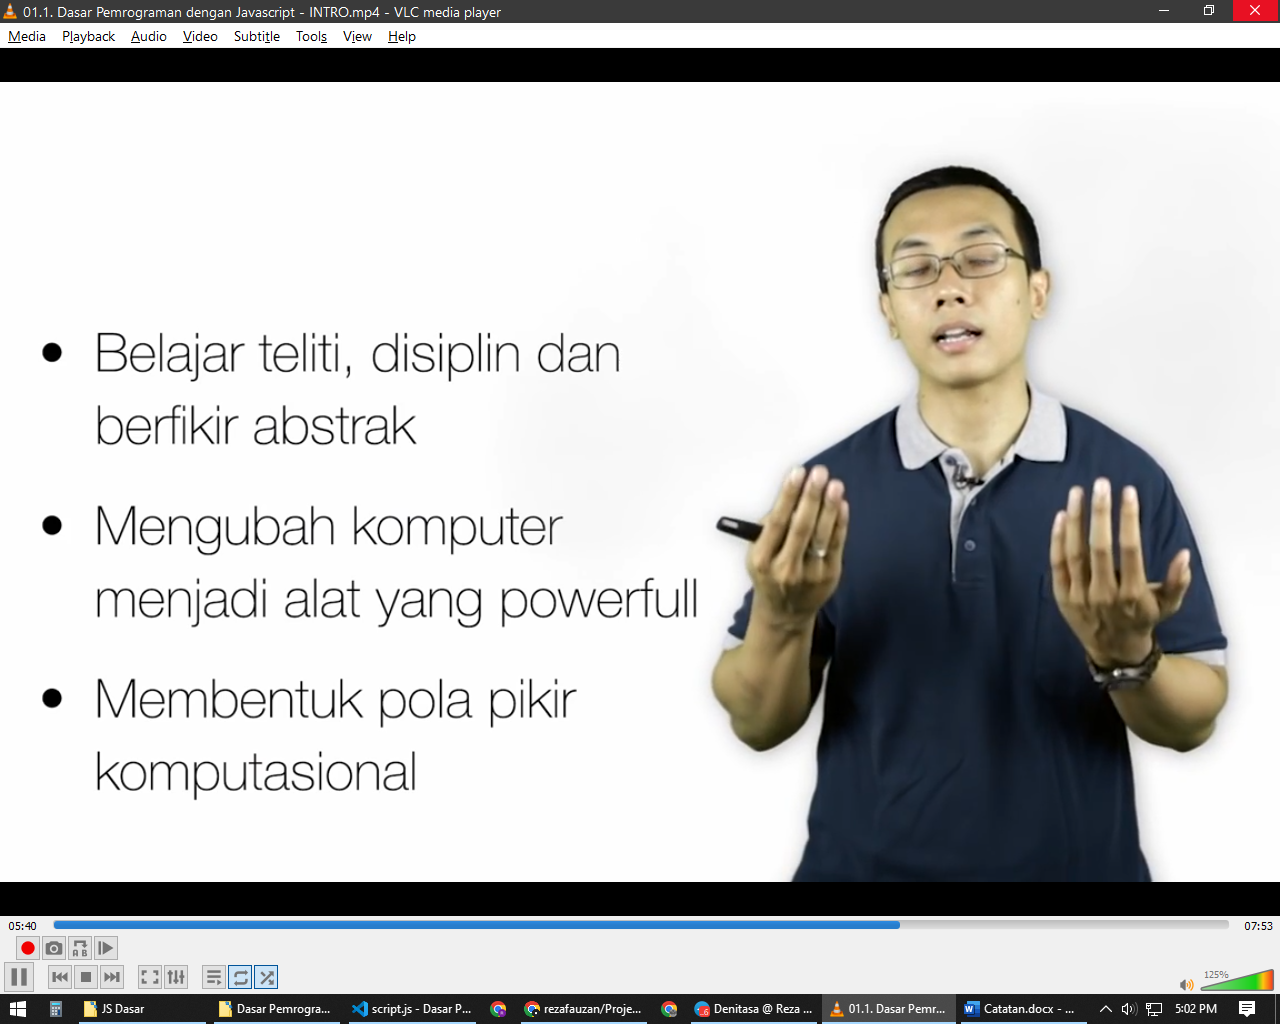 01.1. Dasar Pemrograman dengan Javascript - INTRO.mp4 - VLC media player
Media Playback Audio Video Subtitle Tools View Help
• Belajar teliti, disiplin dan
berfikir abstrak
• Mengubah komputer
menjadi alat yang powerfull
• Membentuk pola pikir
komputasional
05:40 07:53
A B
125%
JS Dasar Dasar Pemrogra... script.js - Dasar P... rezafauzan/Proje... Denitasa @ Reza ... 01.1. Dasar Pemr... Catatan.docx - ... 5:02 PM